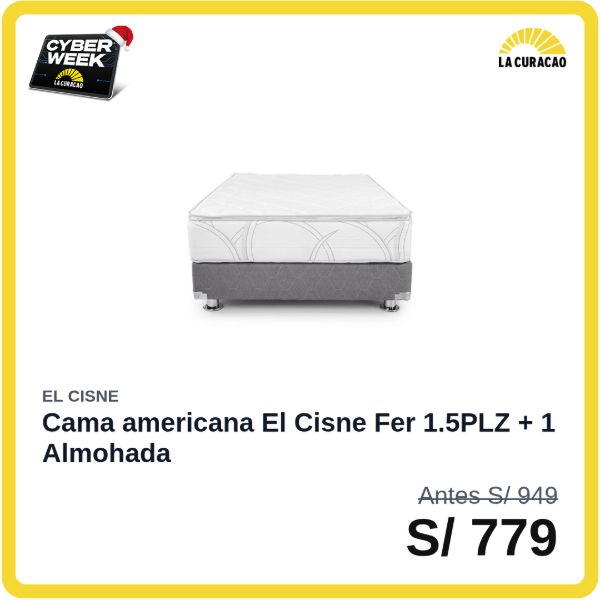 CYBER
WEEK
LA CURACAO
LA CURACAO
EL CISNE
Cama americana El Cisne Fer 1.5PLZ + 1
Almohada
Antes S/ 949
S/ 779